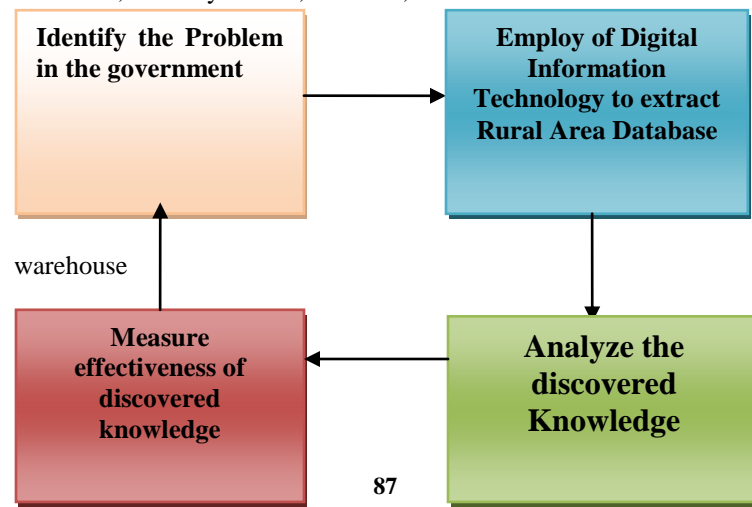 Identify the Problem
in the government
Employ of Digital
Information
Technology to extract
Rural Area Database
warehouse
Measure
effectiveness of
discovered
knowledge
Analyze the
discovered
Knowledge
87